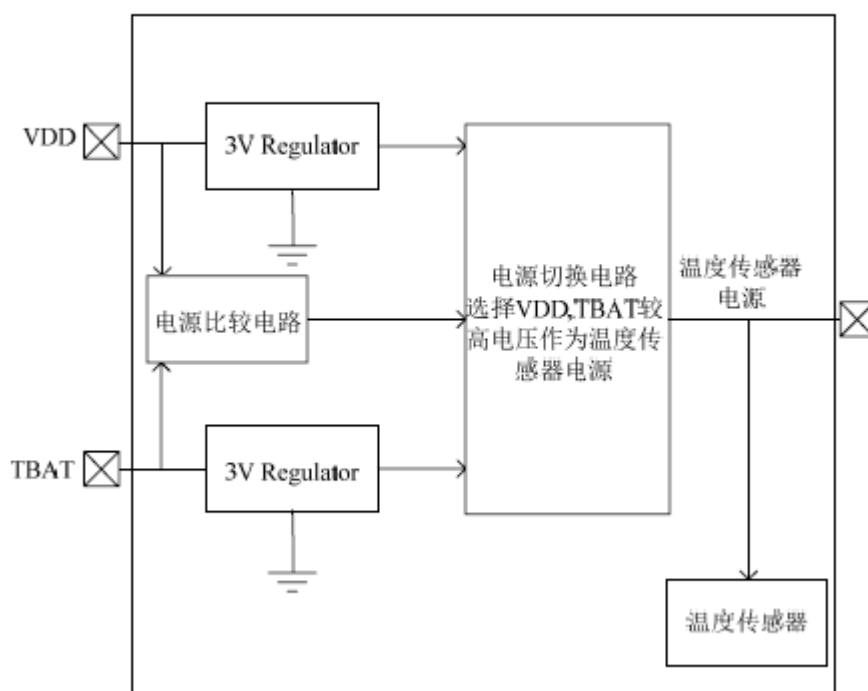 VDD
3V Regulator
电源比较电路
电源切换电路
选择VDD,TBAT较
高电压作为温度传
感器电源
温度传感器
电源
TBAT
3V Regulator
温度传感器